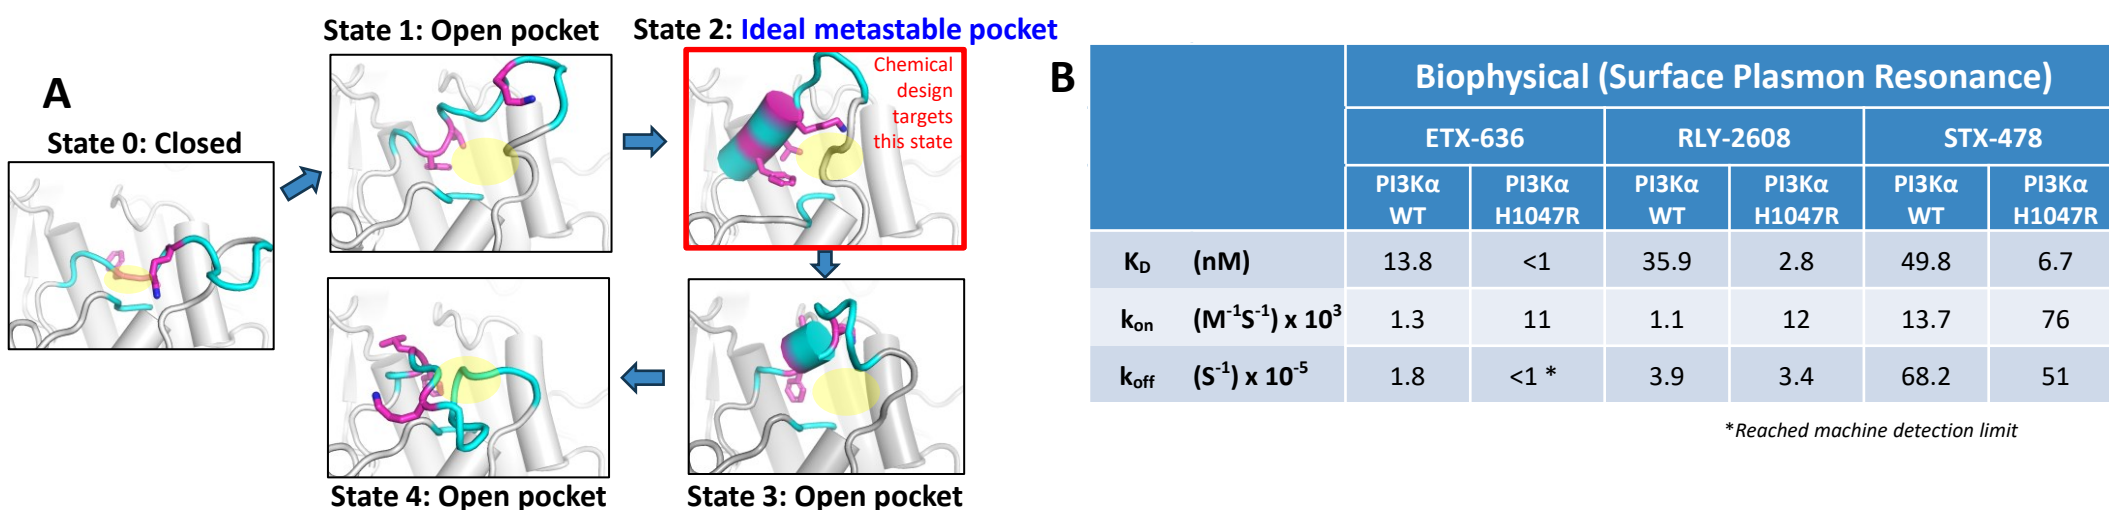 A
State 0: Closed
State 1: Open pocket
State 2: Ideal metastable pocket
Chemical
design
targets
this state
State 4: Open pocket
State 3: Open pocket
B
Biophysical (Surface Plasmon Resonance)
ETX-636 RLY-2608 STX-478
PI3Kα WT PI3Kα H1047R PI3Kα WT PI3Kα H1047R PI3Kα WT PI3Kα H1047R
K_D (nM) 13.8 <1 35.9 2.8 49.8 6.7
k_on (M⁻¹S⁻¹) x 10³ 1.3 11 1.1 12 13.7 76
k_off (S⁻¹) x 10⁻⁵ 1.8 <1 * 3.9 3.4 68.2 51
*Reached machine detection limit